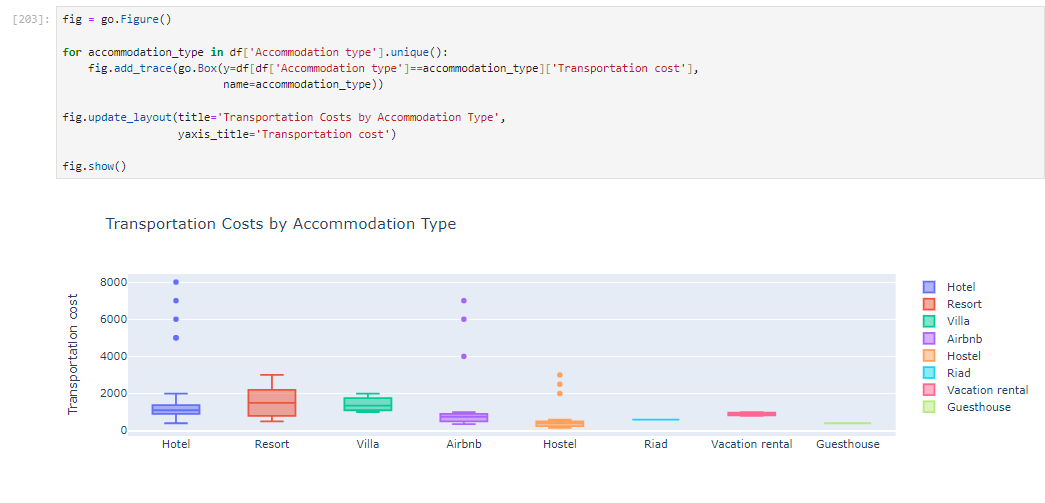 [203]:
fig = go.Figure()
for accommodation_type in df['Accommodation type'].unique():
    fig.add_trace(go.Box(y=df[df['Accommodation type']==accommodation_type]['Transportation cost'],
                         name=accommodation_type))
fig.update_layout(title='Transportation Costs by Accommodation Type',
                  yaxis_title='Transportation cost')
fig.show()
Transportation Costs by Accommodation Type
Transportation cost
8000
6000
4000
2000
0
Hotel
Resort
Villa
Airbnb
Hostel
Riad
Vacation rental
Guesthouse
Hotel
Resort
Villa
Airbnb
Hostel
Riad
Vacation rental
Guesthouse